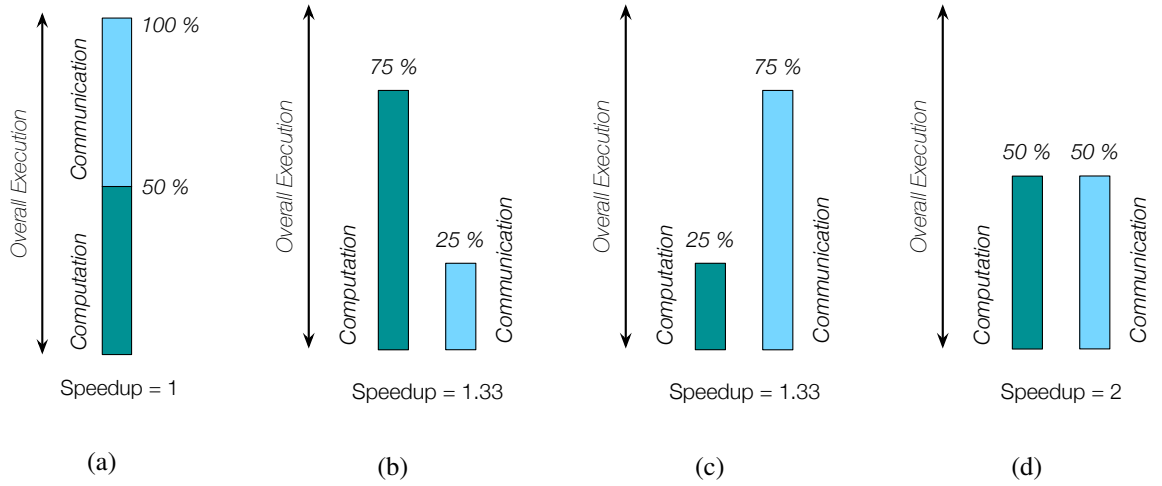 Overall Execution
Communication
Computation
100 %
50 %
Speedup = 1
(a)
Overall Execution
Computation
75 %
25 %
Communication
Speedup = 1.33
(b)
Overall Execution
Computation
25 %
75 %
Communication
Speedup = 1.33
(c)
Overall Execution
Computation
50 %
50 %
Communication
Speedup = 2
(d)